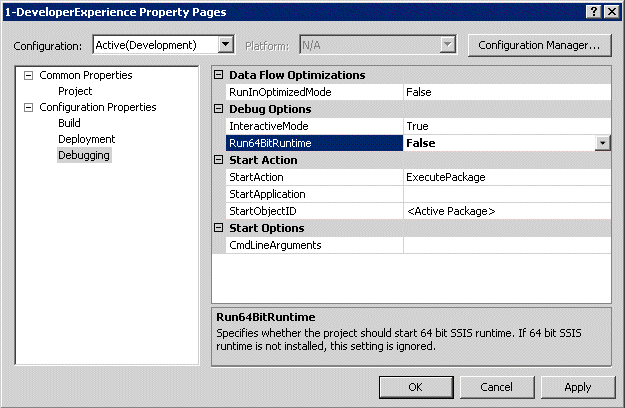 1-DeveloperExperience Property Pages
Configuration: Active(Development) Platform: N/A Configuration Manager...
Common Properties
Project
Configuration Properties
Build
Deployment
Debugging
Data Flow Optimizations
RunInOptimizedMode False
Debug Options
InteractiveMode True
Run64BitRuntime False
Start Action
StartAction ExecutePackage
StartApplication
StartObjectID <Active Package>
Start Options
CmdLineArguments
Run64BitRuntime
Specifies whether the project should start 64 bit SSIS runtime. If 64 bit SSIS
runtime is not installed, this setting is ignored.
OK Cancel Apply